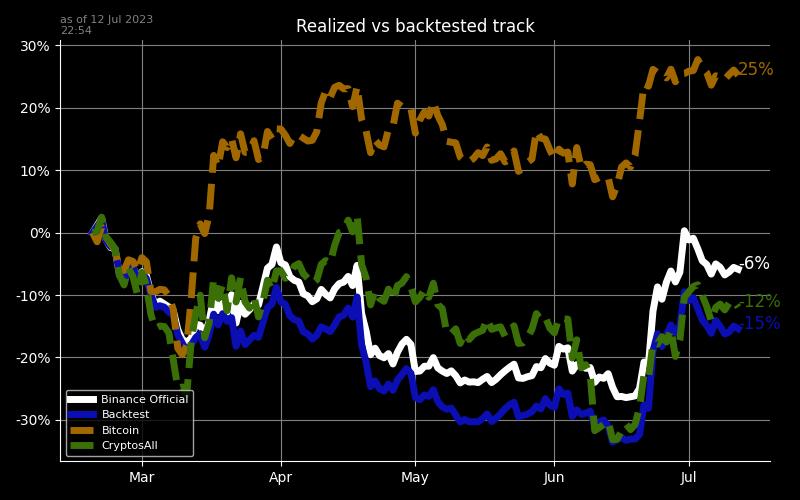 as of 12 Jul 2023
22:54
Realized vs backtested track
30%
20%
10%
0%
-10%
-20%
-30%
25%
-6%
-12%
-15%
Binance Official
Backtest
Bitcoin
CryptosAll
Mar
Apr
May
Jun
Jul